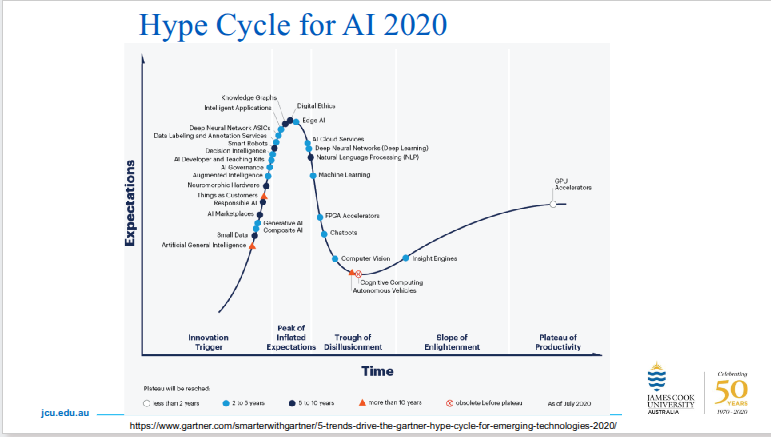 Hype Cycle for AI 2020
Expectations
Knowledge Graphs
Intelligent Applications
Deep Neural Network ASICs
Data Labeling and Annotation Services
Smart Robots
Decision Intelligence
AI Developer and Teaching Kits
AI Governance
Augmented Intelligence
Neuromorphic Hardware
Things as Customers
Responsible AI
AI Marketplaces
Generative AI
Composite AI
Small Data
Artificial General Intelligence
Digital Ethics
Edge AI
AI Cloud Services
Deep Neural Networks (Deep Learning)
Natural Language Processing (NLP)
Machine Learning
FPGA Accelerators
Chatbots
Computer Vision
Cognitive Computing
Autonomous Vehicles
Insight Engines
GPU
Accelerators
Innovation
Trigger
Peak of
Inflated
Expectations
Trough of
Disillusionment
Slope of
Enlightenment
Plateau of
Productivity
Time
Plateau will be reached:
less than 2 years
2 to 5 years
5 to 10 years
more than 10 years
obsolete before plateau
As of July 2020
jcu.edu.au
https://www.gartner.com/smarterwithgartner/5-trends-drive-the-gartner-hype-cycle-for-emerging-technologies-2020/
JAMES COOK
UNIVERSITY
AUSTRALIA
Celebrating
50
YEARS
1970 - 2020